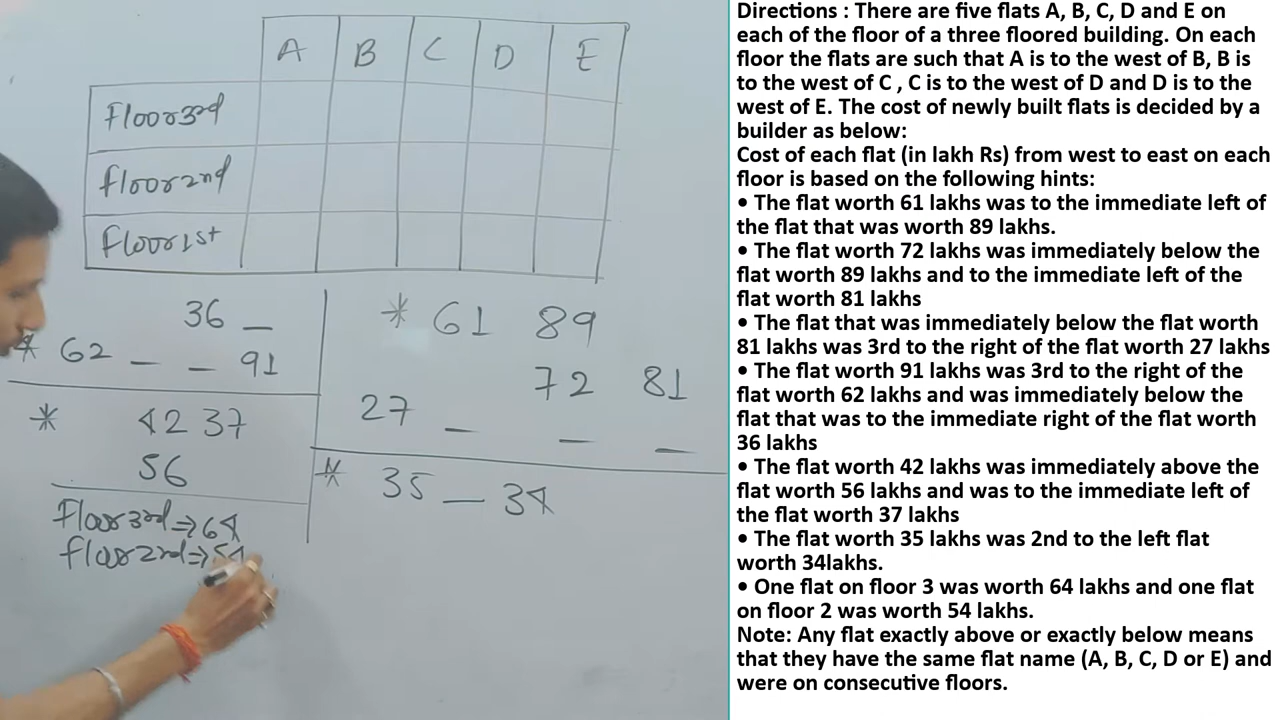 A B C D E
Floor3rd
Floor2nd
Floor1st
36 _
* 62 _ _ 91
* 42 37
56
Floor3rd => 64
Floor2nd => 54
* 61 89
72 81
27 _ _ _
* 35 _ 34
Directions : There are five flats A, B, C, D and E on
each of the floor of a three floored building. On each
floor the flats are such that A is to the west of B, B is
to the west of C , C is to the west of D and D is to the
west of E. The cost of newly built flats is decided by a
builder as below:
Cost of each flat (in lakh Rs) from west to east on each
floor is based on the following hints:
• The flat worth 61 lakhs was to the immediate left of
the flat that was worth 89 lakhs.
• The flat worth 72 lakhs was immediately below the
flat worth 89 lakhs and to the immediate left of the
flat worth 81 lakhs
• The flat that was immediately below the flat worth
81 lakhs was 3rd to the right of the flat worth 27 lakhs
• The flat worth 91 lakhs was 3rd to the right of the
flat worth 62 lakhs and was immediately below the
flat that was to the immediate right of the flat worth
36 lakhs
• The flat worth 42 lakhs was immediately above the
flat worth 56 lakhs and was to the immediate left of
the flat worth 37 lakhs
• The flat worth 35 lakhs was 2nd to the left flat
worth 34lakhs.
• One flat on floor 3 was worth 64 lakhs and one flat
on floor 2 was worth 54 lakhs.
Note: Any flat exactly above or exactly below means
that they have the same flat name (A, B, C, D or E) and
were on consecutive floors.